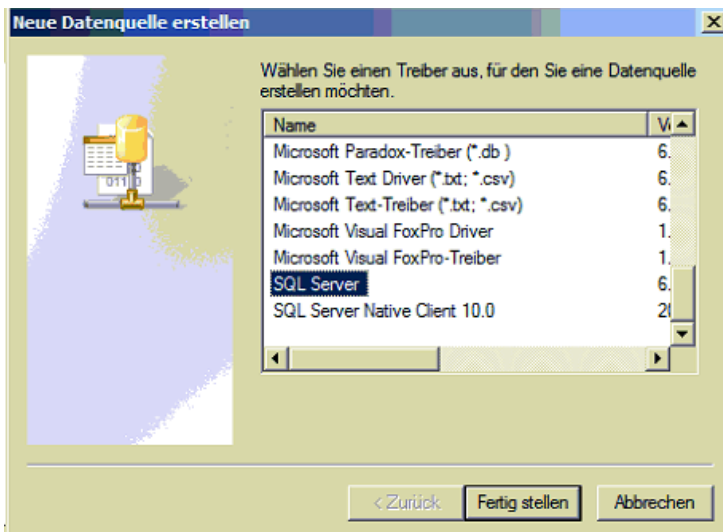 Neue Datenquelle erstellen
Wählen Sie einen Treiber aus, für den Sie eine Datenquelle
erstellen möchten.
Name
Microsoft Paradox-Treiber (*.db ) 6.
Microsoft Text Driver (*.txt; *.csv) 6.
Microsoft Text-Treiber (*.txt; *.csv) 6.
Microsoft Visual FoxPro Driver 1.
Microsoft Visual FoxPro-Treiber 1.
SQL Server 6.
SQL Server Native Client 10.0
< Zurück Fertig stellen Abbrechen